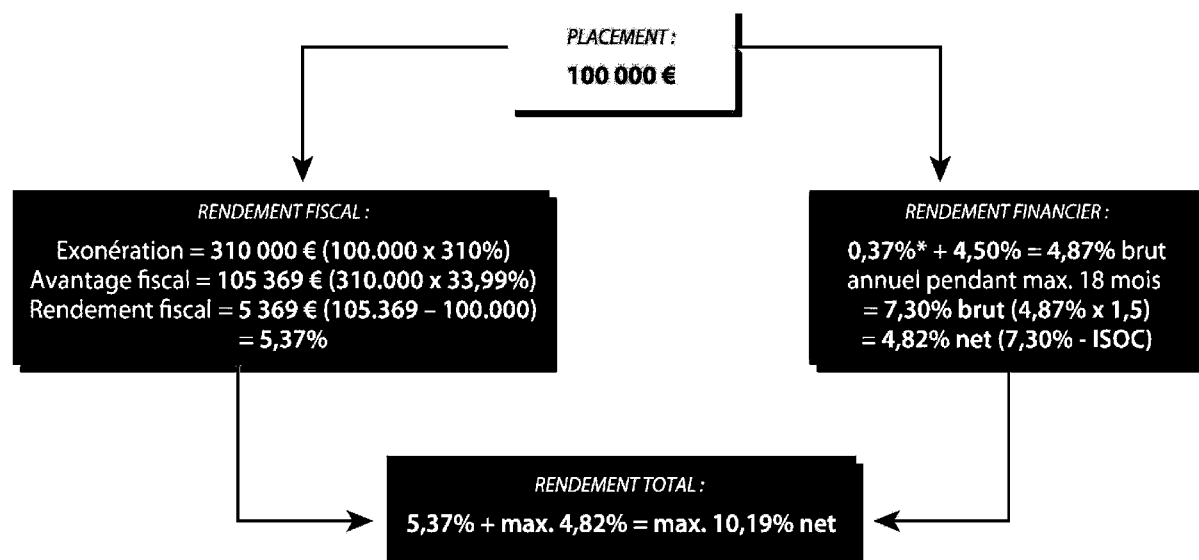 PLACEMENT :
100 000 €
RENDEMENT FISCAL :
Exonération = 310 000 € (100.000 x 310%)
Avantage fiscal = 105 369 € (310.000 x 33,99%)
Rendement fiscal = 5 369 € (105.369 – 100.000)
= 5,37%
RENDEMENT FINANCIER :
0,37%* + 4,50% = 4,87% brut
annuel pendant max. 18 mois
= 7,30% brut (4,87% x 1,5)
= 4,82% net (7,30% - ISOC)
RENDEMENT TOTAL :
5,37% + max. 4,82% = max. 10,19% net